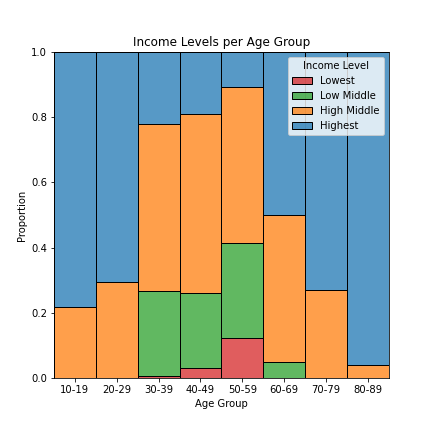 Income Levels per Age Group
Income Level
Lowest
Low Middle
High Middle
Highest
Proportion
1.0
0.8
0.6
0.4
0.2
0.0
10-19 20-29 30-39 40-49 50-59 60-69 70-79 80-89
Age Group